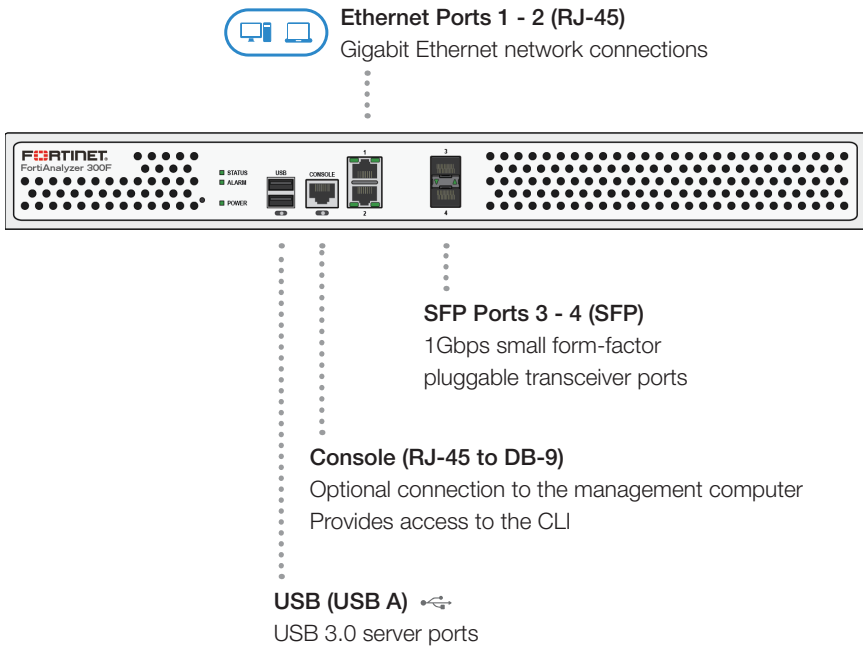 Ethernet Ports 1 - 2 (RJ-45)
Gigabit Ethernet network connections
FORTINET
FortiAnalyzer 300F
STATUS
ALARM
POWER
USB
CONSOLE
1
2
3
4
SFP Ports 3 - 4 (SFP)
1Gbps small form-factor
pluggable transceiver ports
Console (RJ-45 to DB-9)
Optional connection to the management computer
Provides access to the CLI
USB (USB A)
USB 3.0 server ports